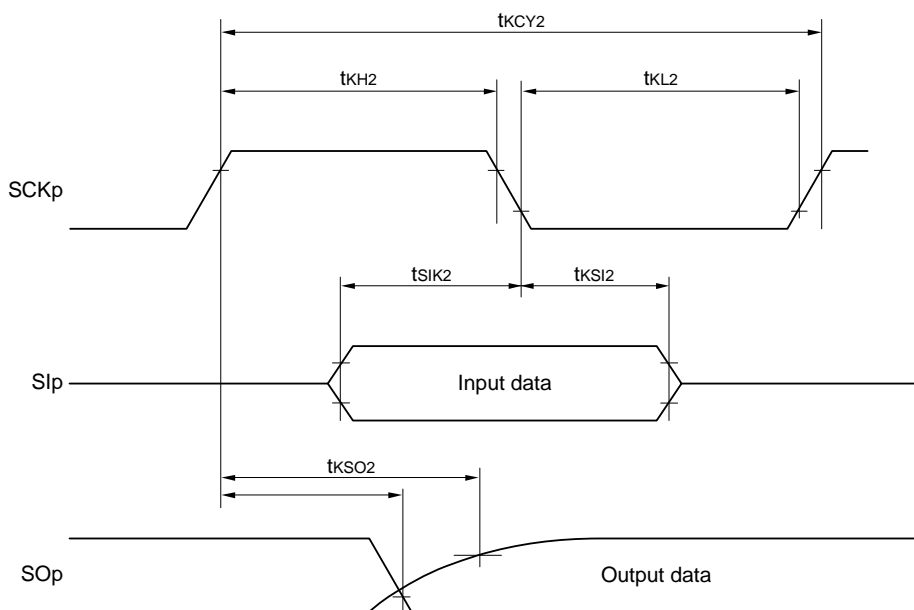 tKCY2
tKH2
tKL2
SCKp
tSIK2
tKSI2
SIp
Input data
tKSO2
SOp
Output data